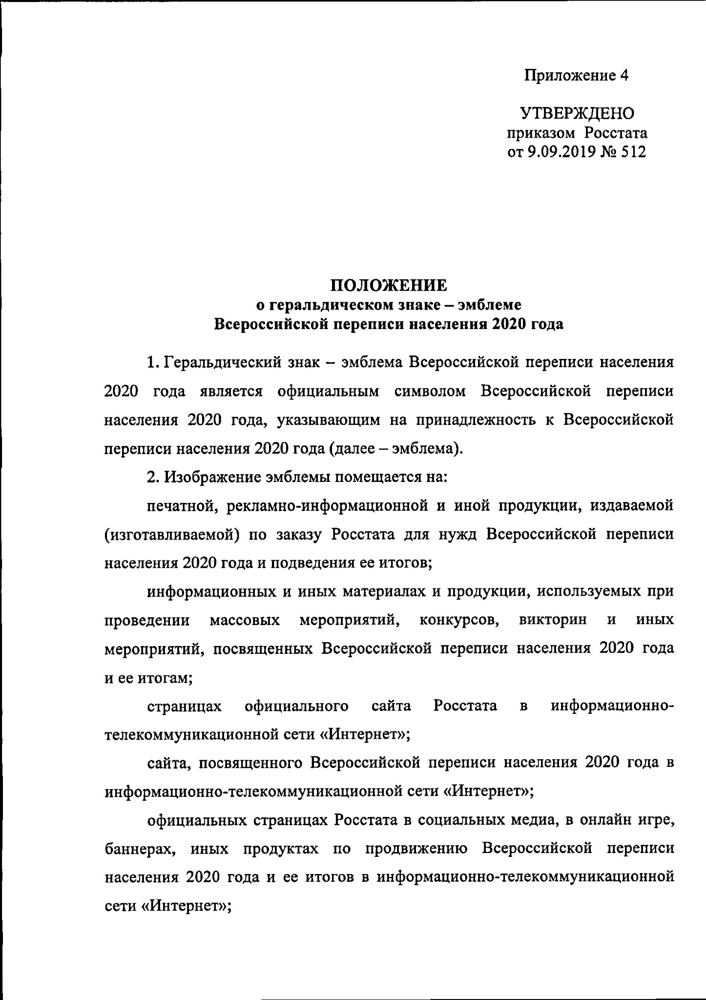 Приложение 4
УТВЕРЖДЕНО
приказом Росстата
от 9.09.2019 № 512
ПОЛОЖЕНИЕ
о геральдическом знаке – эмблеме
Всероссийской переписи населения 2020 года
1. Геральдический знак – эмблема Всероссийской переписи населения
2020 года является официальным символом Всероссийской переписи
населения 2020 года, указывающим на принадлежность к Всероссийской
переписи населения 2020 года (далее – эмблема).
2. Изображение эмблемы помещается на:
печатной, рекламно-информационной и иной продукции, издаваемой
(изготавливаемой) по заказу Росстата для нужд Всероссийской переписи
населения 2020 года и подведения ее итогов;
информационных и иных материалах и продукции, используемых при
проведении массовых мероприятий, конкурсов, викторин и иных
мероприятий, посвященных Всероссийской переписи населения 2020 года
и ее итогам;
страницах официального сайта Росстата в информационно-
телекоммуникационной сети «Интернет»;
сайта, посвященного Всероссийской переписи населения 2020 года в
информационно-телекоммуникационной сети «Интернет»;
официальных страницах Росстата в социальных медиа, в онлайн игре,
баннерах, иных продуктах по продвижению Всероссийской переписи
населения 2020 года и ее итогов в информационно-телекоммуникационной
сети «Интернет»;